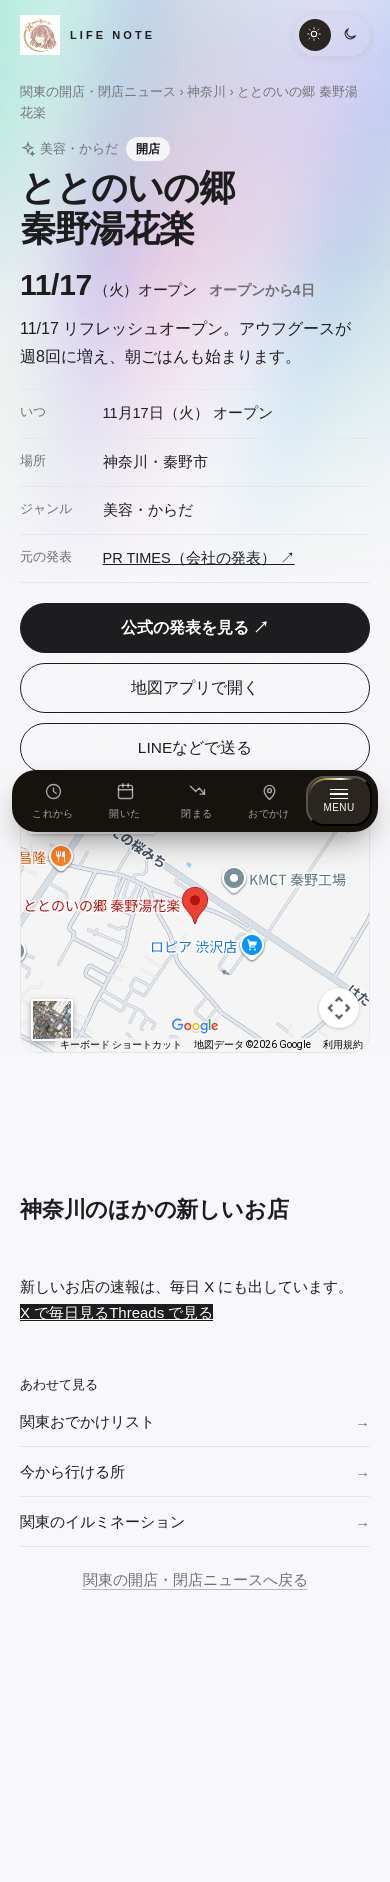 LIFE NOTE
関東の開店・閉店ニュース › 神奈川 › ととのいの郷 秦野湯
花楽
美容・からだ 開店
ととのいの郷
秦野湯花楽
11/17（火）オープン オープンから4日
11/17 リフレッシュオープン。アウフグースが
週8回に増え、朝ごはんも始まります。
いつ 11月17日（火） オープン
場所 神奈川・秦野市
ジャンル 美容・からだ
元の発表 PR TIMES（会社の発表） ↗
公式の発表を見る ↗
地図アプリで開く
LINEなどで送る
これから 開いた 閉まる おでかけ MENU
この桜みち
昌隆
KMCT 秦野工場
ととのいの郷 秦野湯花楽
ロピア 渋沢店
はた
Google
キーボード ショートカット 地図データ ©2026 Google 利用規約
神奈川のほかの新しいお店
新しいお店の速報は、毎日 X にも出しています。
X で毎日見るThreads で見る
あわせて見る
関東おでかけリスト →
今から行ける所 →
関東のイルミネーション →
関東の開店・閉店ニュースへ戻る